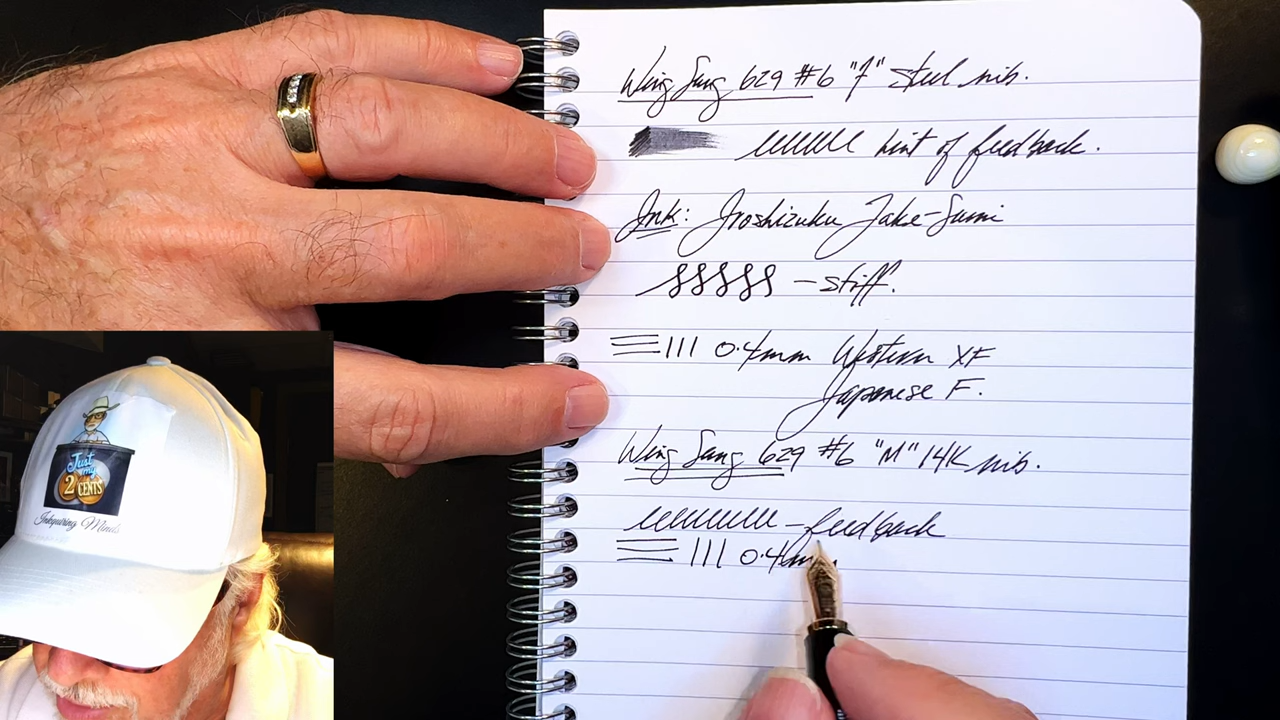 Wing Sung 629 #6 "f" steel nib.
hint of feedback.
Ink: Iroshizuku Take-Sumi
– stiff.
0.4mm Western XF
Japanese F.
Wing Sung 629 #6 "M" 14K nib.
– feedback
0.4mm.
Just
my
2 CENTS
Inkquiring Minds